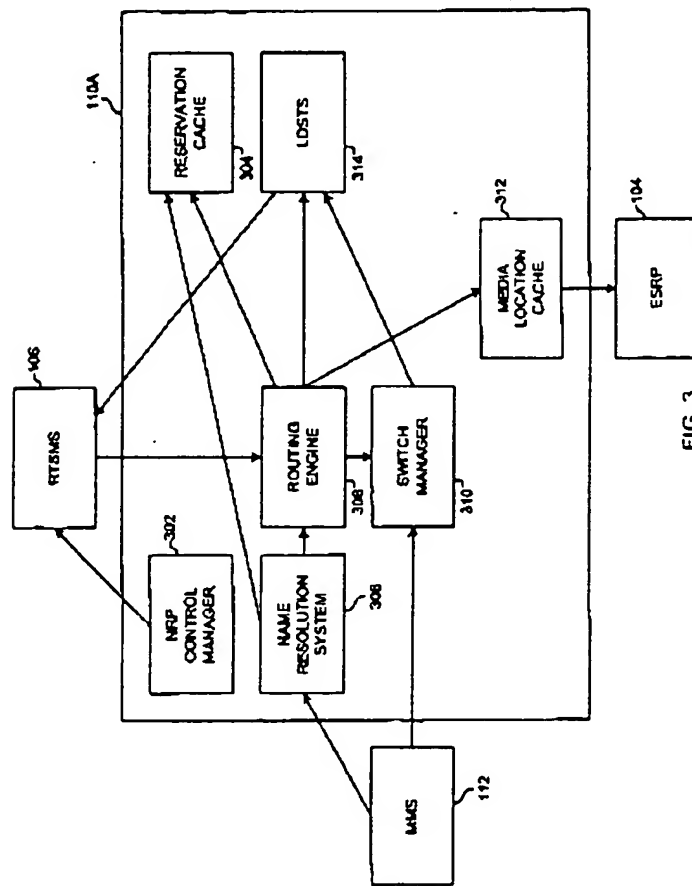 110A
RESERVATION
CACHE
304
LDSTS
314
106
RTSMS
ROUTING
ENGINE
308
SWITCH
MANAGER
310
312
MEDIA
LOCATION
CACHE
104
ESRP
302
NRP
CONTROL
MANAGER
NAME
RESOLUTION
SYSTEM
306
MMS
112
FIG. 3